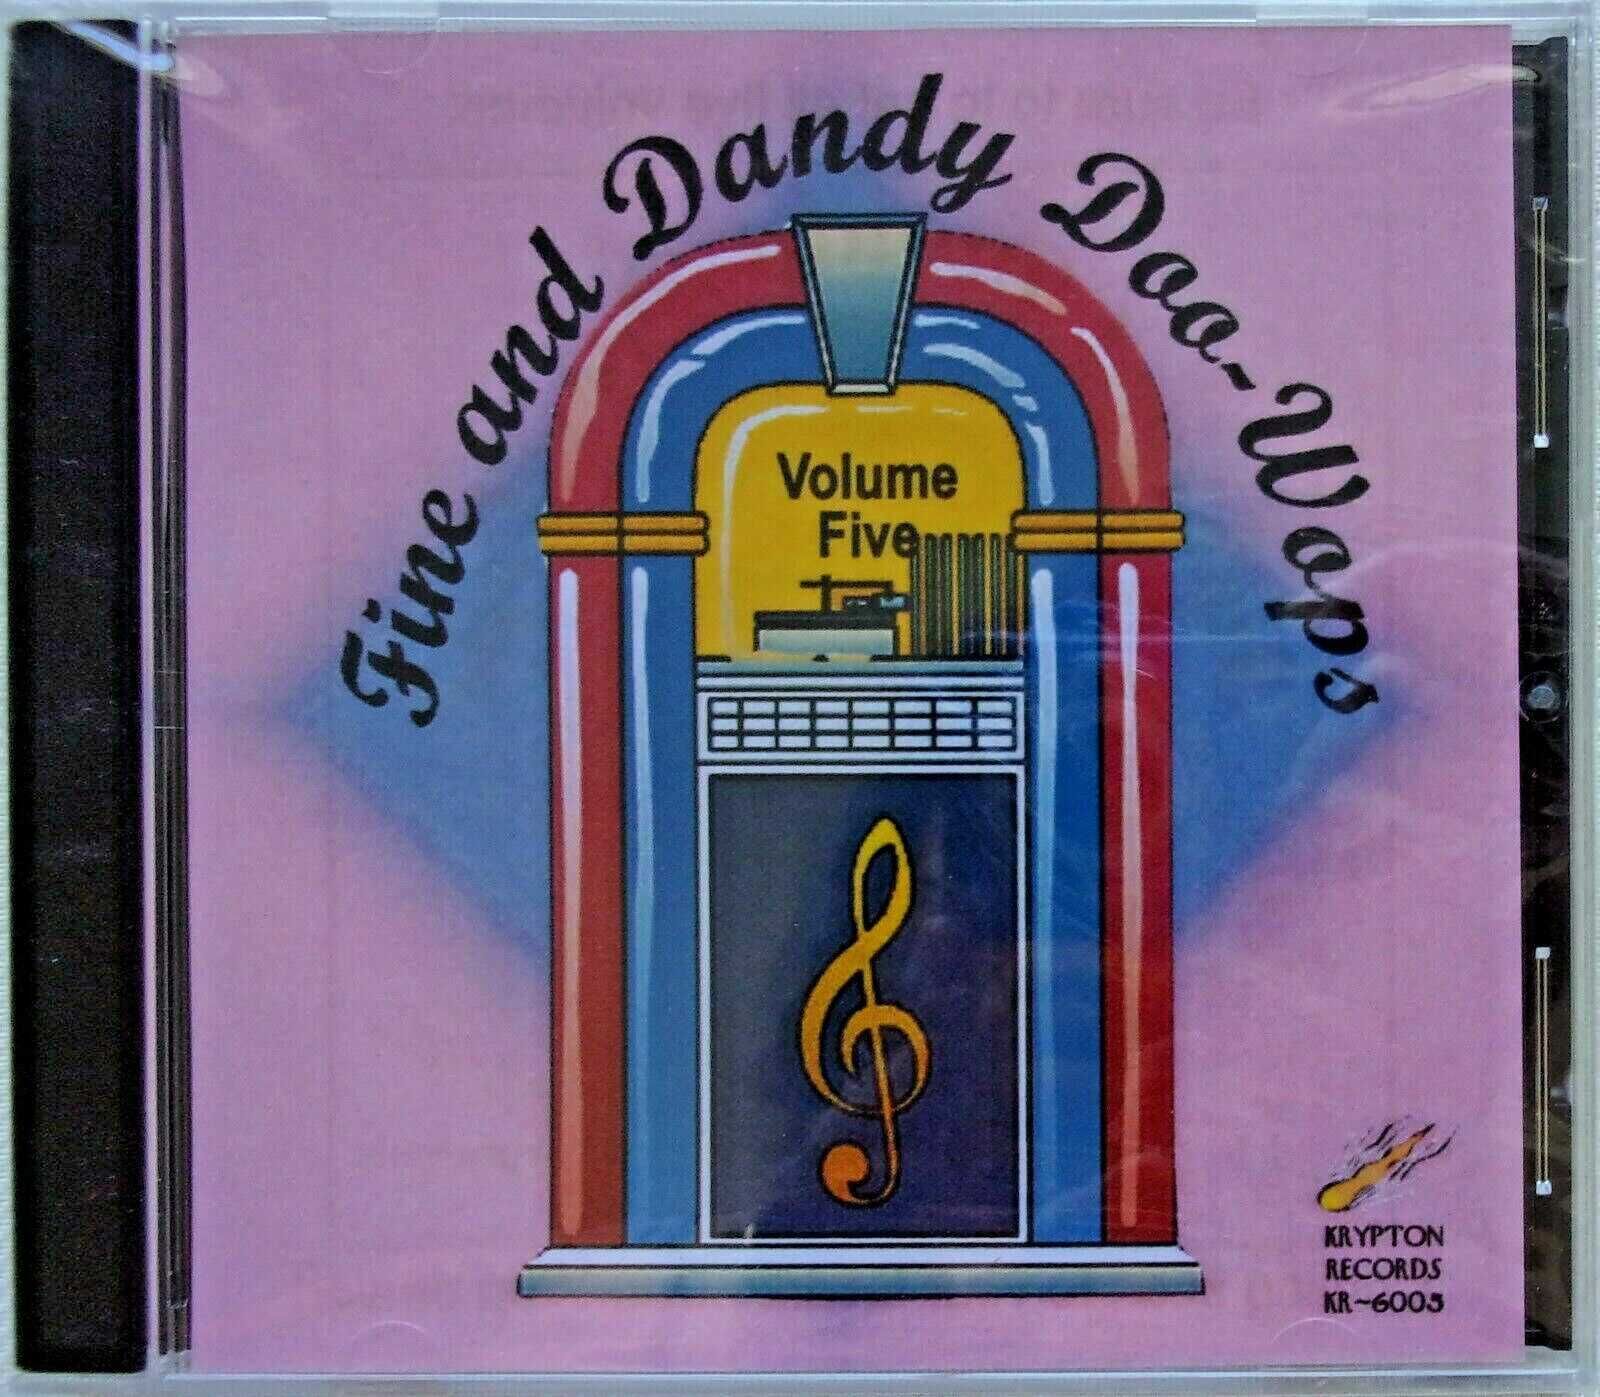 Fine and Dandy Doo-Wops
Volume
Five
KRYPTON
RECORDS
KR-6005